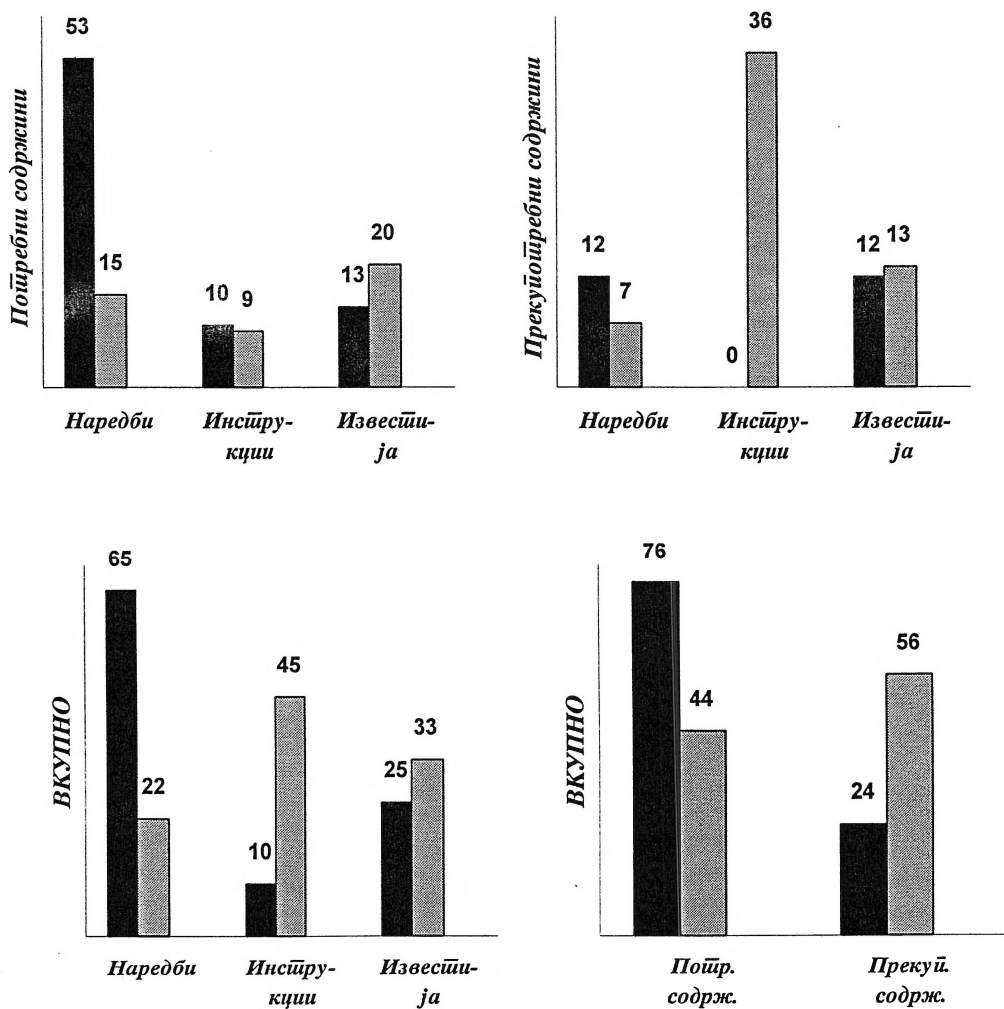 53
15
10
9
13
20
Потребни содржини
Наредби
Инстру-
кции
Извести-
ја
12
7
0
36
12
13
Прекупотребни содржини
Наредби
Инстру-
кции
Извести-
ја
65
22
10
45
25
33
ВКУПНО
Наредби
Инстру-
кции
Извести-
ја
76
44
24
56
ВКУПНО
Потр.
содрж.
Прекуп.
содрж.